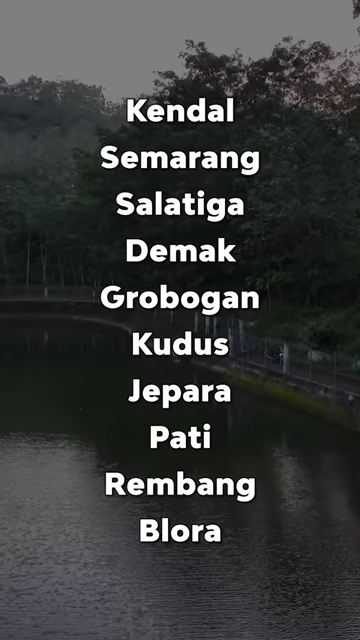 Kendal
Semarang
Salatiga
Demak
Grobogan
Kudus
Jepara
Pati
Rembang
Blora